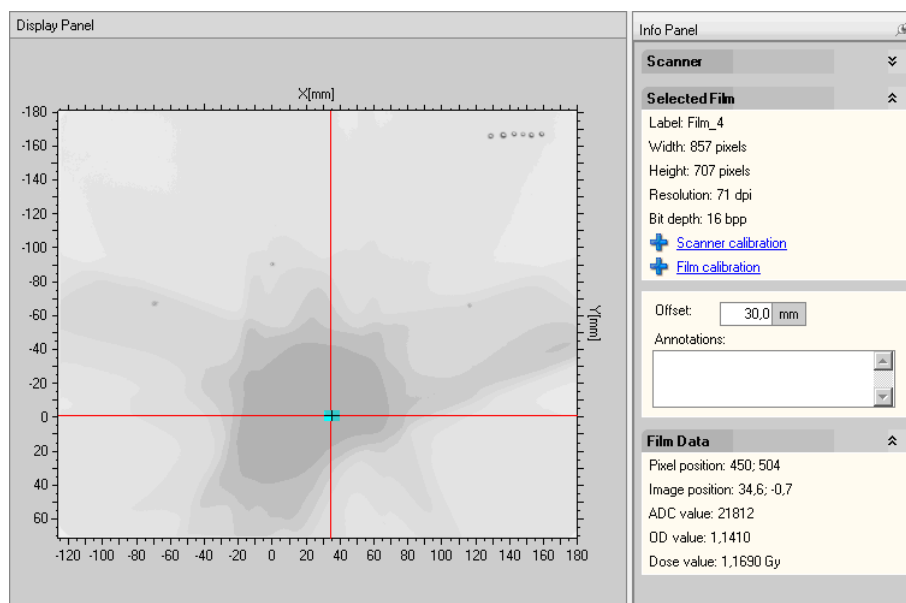 Display Panel
X[mm]
-180
-160
-140
-120
-100
-80
-60
-40
-20
0
20
40
60
Y[mm]
-120 -100 -80 -60 -40 -20 0 20 40 60 80 100 120 140 160 180
Info Panel
Scanner
Selected Film
Label: Film_4
Width: 857 pixels
Height: 707 pixels
Resolution: 71 dpi
Bit depth: 16 bpp
Scanner calibration
Film calibration
Offset: 30,0 mm
Annotations:
Film Data
Pixel position: 450; 504
Image position: 34,6; -0,7
ADC value: 21812
OD value: 1,1410
Dose value: 1,1690 Gy